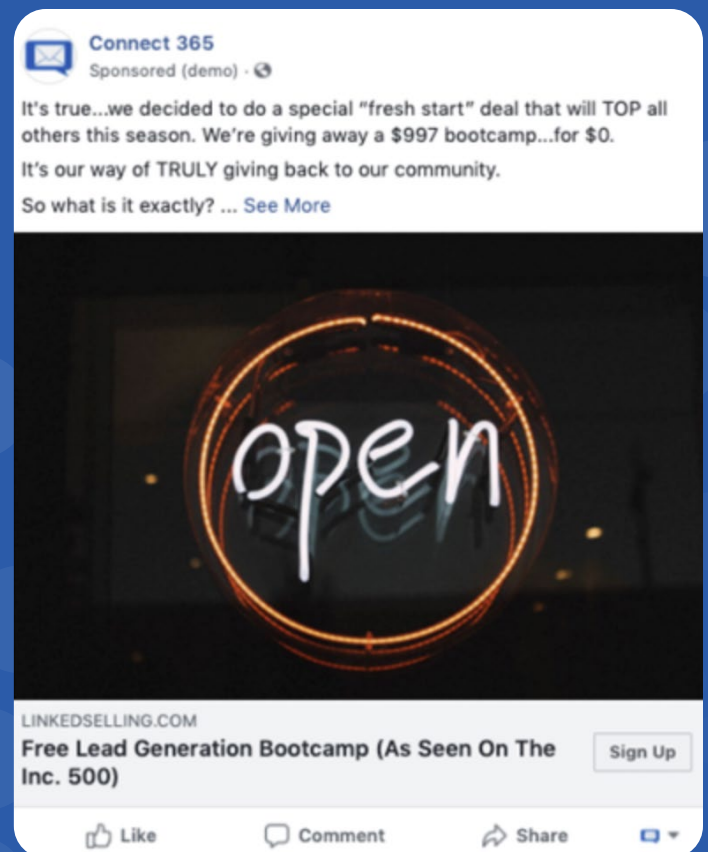 Connect 365
Sponsored (demo) ·
It's true...we decided to do a special "fresh start" deal that will TOP all
others this season. We're giving away a $997 bootcamp...for $0.
It's our way of TRULY giving back to our community.
So what is it exactly? ... See More
open
LINKEDSELLING.COM
Free Lead Generation Bootcamp (As Seen On The
Inc. 500)
Sign Up
Like
Comment
Share